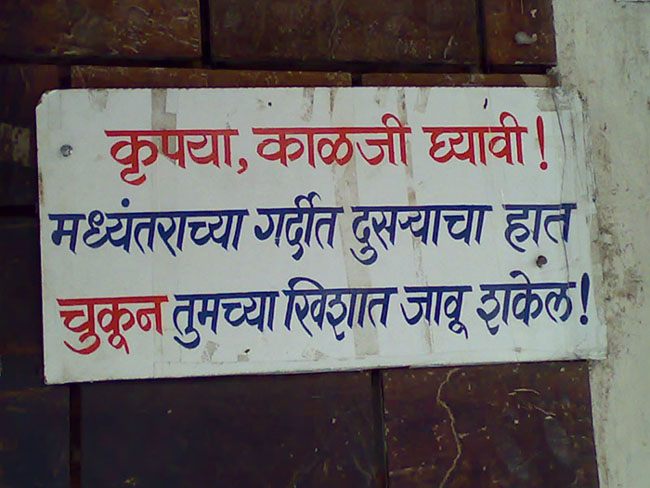 कृपया, काळजी घ्यावी!
मध्यंतराच्या गर्दीत दुसऱ्याचा हात
चुकून तुमच्या खिशात जावू शकेल!